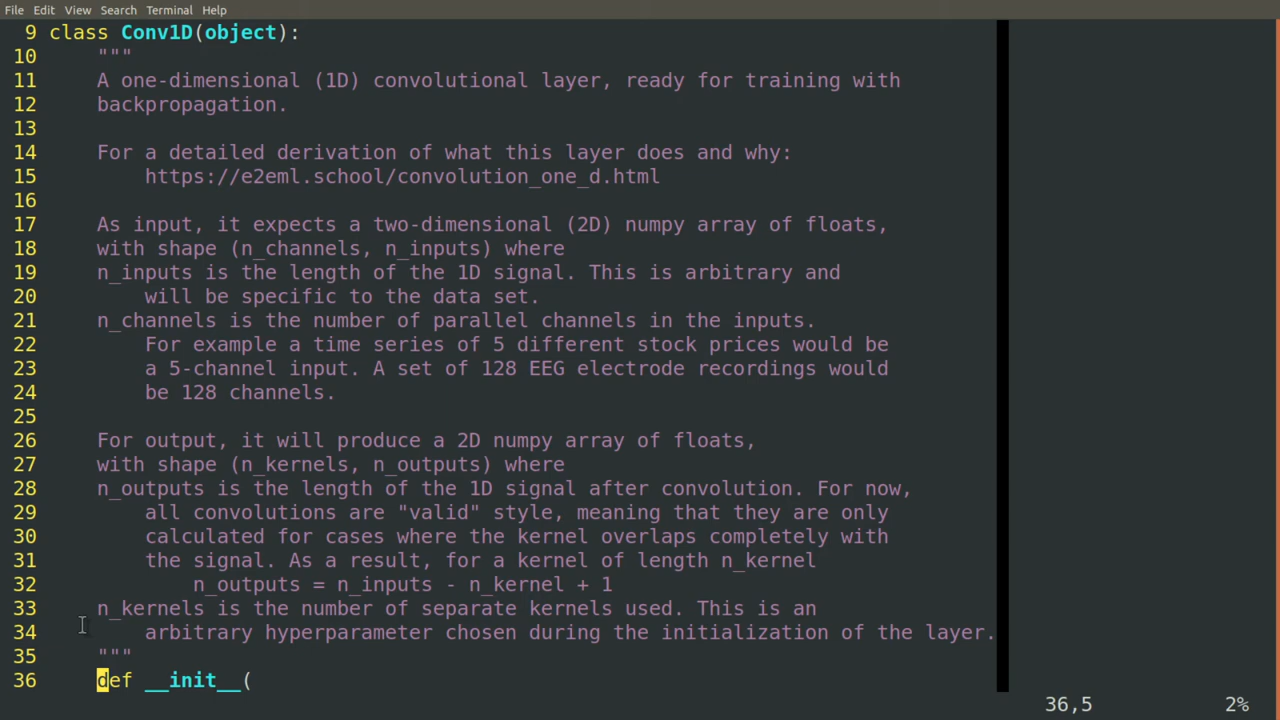 File Edit View Search Terminal Help
9 class Conv1D(object):
10 """
11 A one-dimensional (1D) convolutional layer, ready for training with
12 backpropagation.
13
14 For a detailed derivation of what this layer does and why:
15 https://e2eml.school/convolution_one_d.html
16
17 As input, it expects a two-dimensional (2D) numpy array of floats,
18 with shape (n_channels, n_inputs) where
19 n_inputs is the length of the 1D signal. This is arbitrary and
20 will be specific to the data set.
21 n_channels is the number of parallel channels in the inputs.
22 For example a time series of 5 different stock prices would be
23 a 5-channel input. A set of 128 EEG electrode recordings would
24 be 128 channels.
25
26 For output, it will produce a 2D numpy array of floats,
27 with shape (n_kernels, n_outputs) where
28 n_outputs is the length of the 1D signal after convolution. For now,
29 all convolutions are "valid" style, meaning that they are only
30 calculated for cases where the kernel overlaps completely with
31 the signal. As a result, for a kernel of length n_kernel
32 n_outputs = n_inputs - n_kernel + 1
33 n_kernels is the number of separate kernels used. This is an
34 arbitrary hyperparameter chosen during the initialization of the layer.
35 """
36 def __init__(
36,5 2%